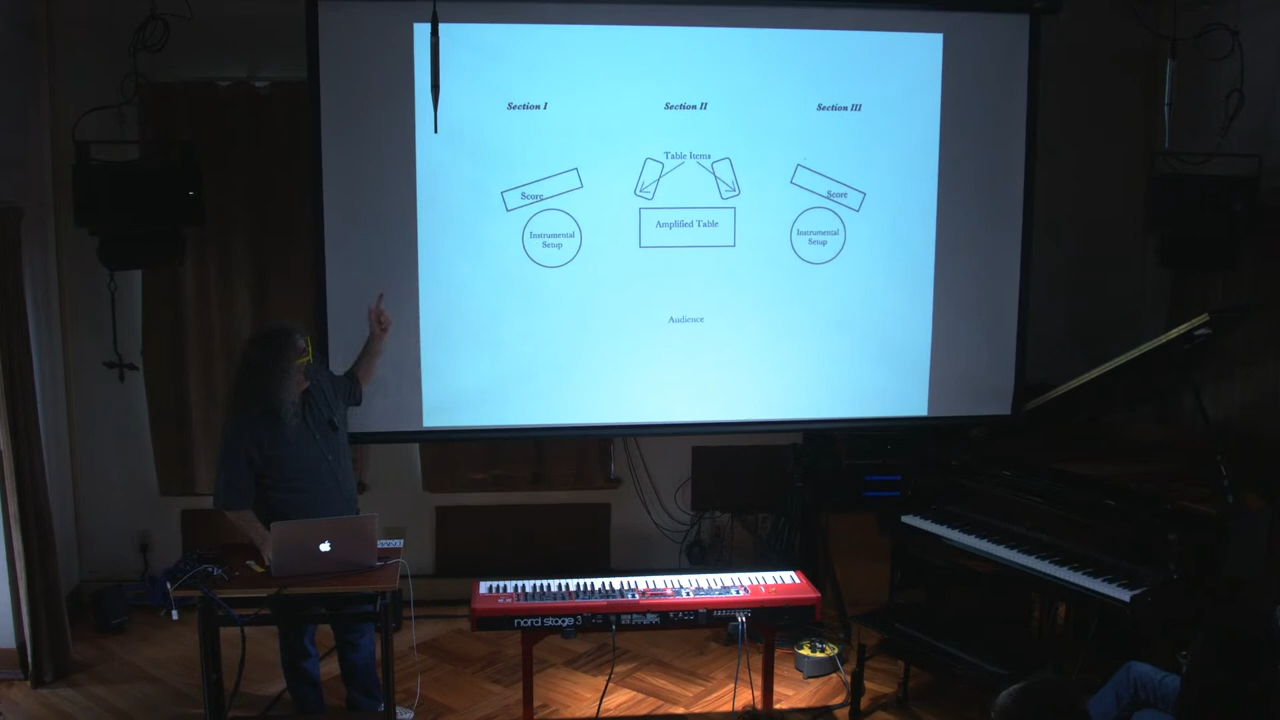 Section I
Section II
Section III
Table Items
Score
Score
Instrumental
Setup
Amplified Table
Instrumental
Setup
Audience
nord stage 3